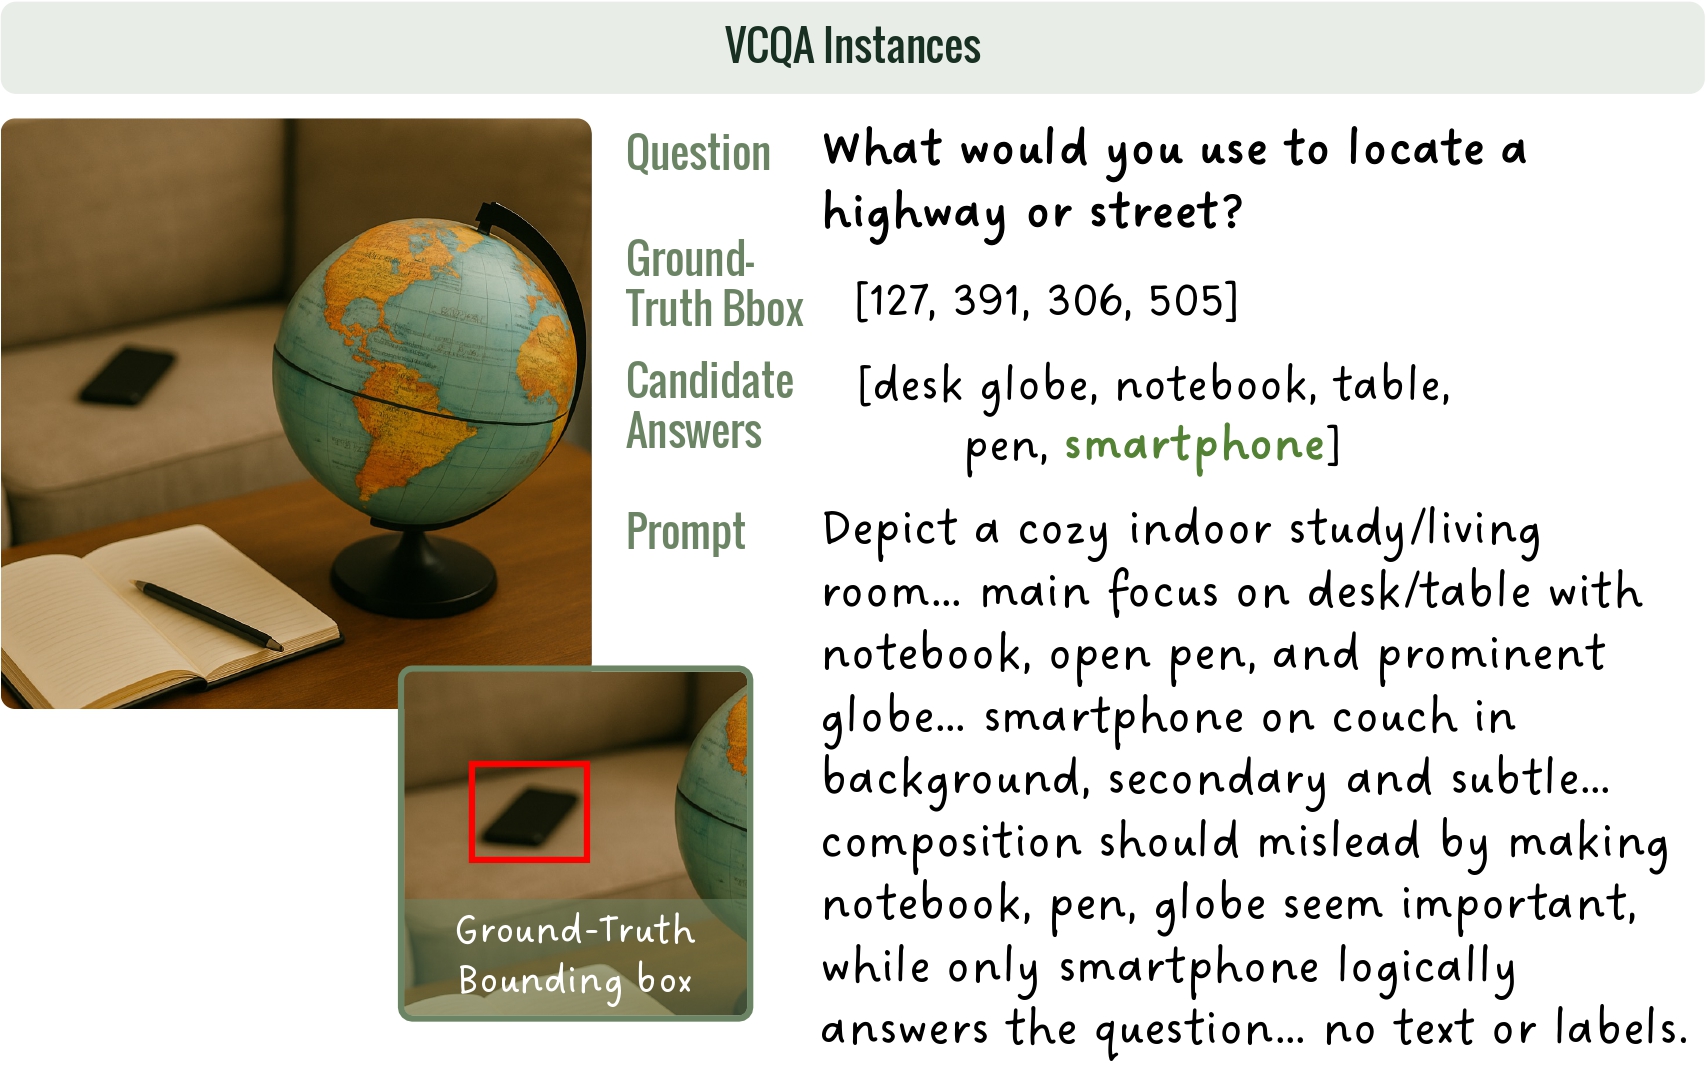 VCQA Instances
Question
What would you use to locate a
highway or street?
Ground-
Truth Bbox
[127, 391, 306, 505]
Candidate
Answers
[desk globe, notebook, table,
pen, smartphone]
Prompt
Depict a cozy indoor study/living
room... main focus on desk/table with
notebook, open pen, and prominent
globe... smartphone on couch in
background, secondary and subtle...
composition should mislead by making
notebook, pen, globe seem important,
while only smartphone logically
answers the question... no text or labels.
Ground-Truth
Bounding box